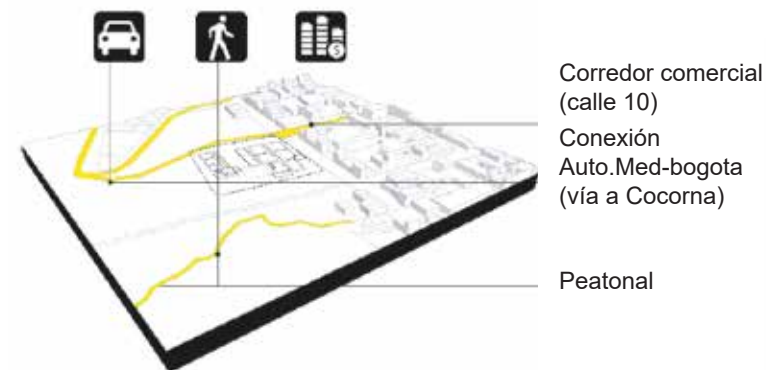 $
Corredor comercial
(calle 10)
Conexión
Auto.Med-bogota
(vía a Cocorna)
Peatonal